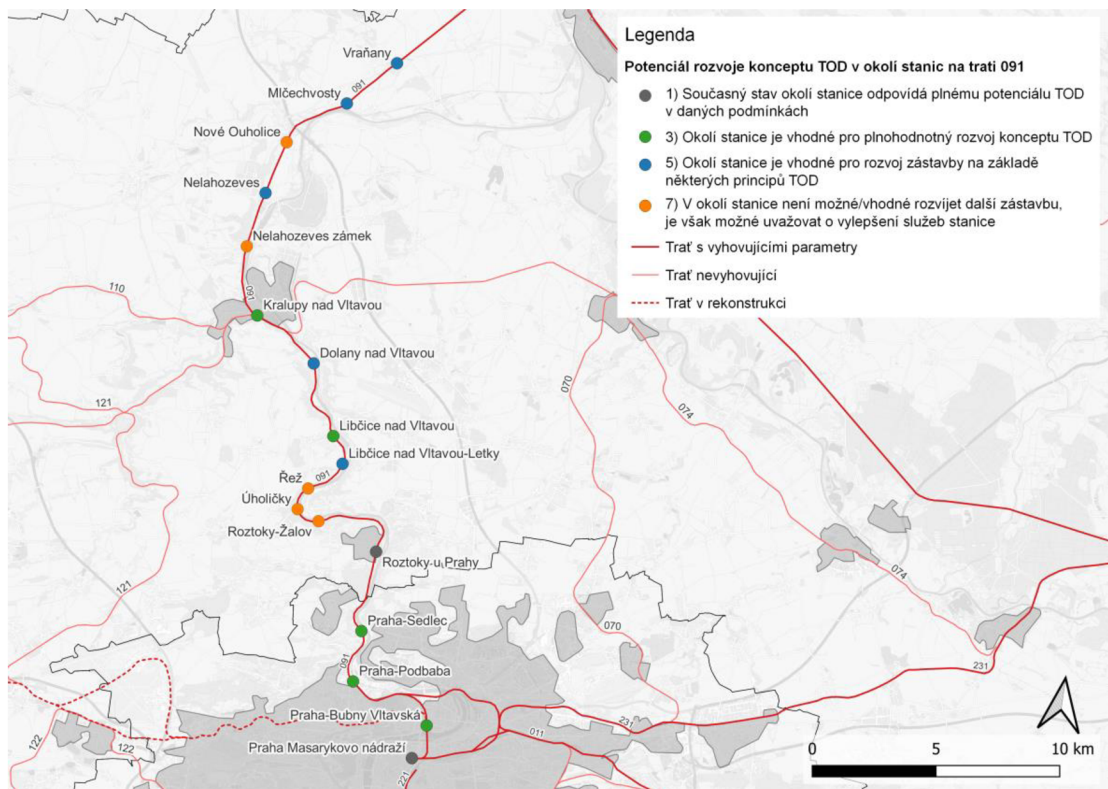 Legenda
Potenciál rozvoje konceptu TOD v okolí stanic na trati 091
1) Současný stav okolí stanice odpovídá plnému potenciálu TOD
v daných podmínkách
3) Okolí stanice je vhodné pro plnohodnotný rozvoj konceptu TOD
5) Okolí stanice je vhodné pro rozvoj zástavby na základě
některých principů TOD
7) V okolí stanice není možné/vhodné rozvíjet další zástavbu,
je však možné uvažovat o vylepšení služeb stanice
Trať s vyhovujícími parametry
Trať nevyhovující
Trať v rekonstrukci
Vraňany
091
Mlčechvosty
Nové Ouholice
Nelahozeves
Nelahozeves zámek
110
091
Kralupy nad Vltavou
Dolany nad Vltavou
070
121
074
Libčice nad Vltavou
Libčice nad Vltavou-Letky
Řež
091
Úholičky
Roztoky-Žalov
Roztoky u Prahy
074
121
070
Praha-Sedlec
091
Praha-Podbaba
231
Praha-Bubny Vltavská
231
011
122
122
Praha Masarykovo nádraží
221
0
5
10 km